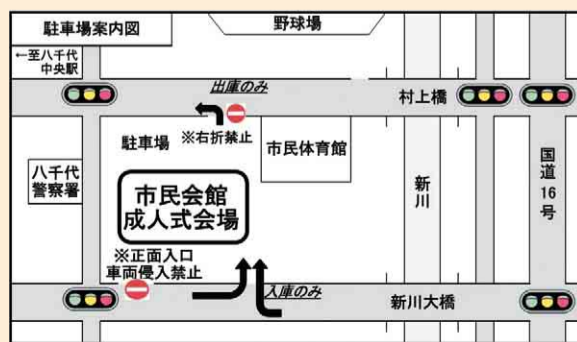 駐車場案内図
野球場
←至八千代
中央駅
出庫のみ
村上橋
※右折禁止
駐車場
市民体育館
八千代
警察署
新川
国道16号
市民会館
成人式会場
※正面入口
車両侵入禁止
入庫のみ
新川大橋